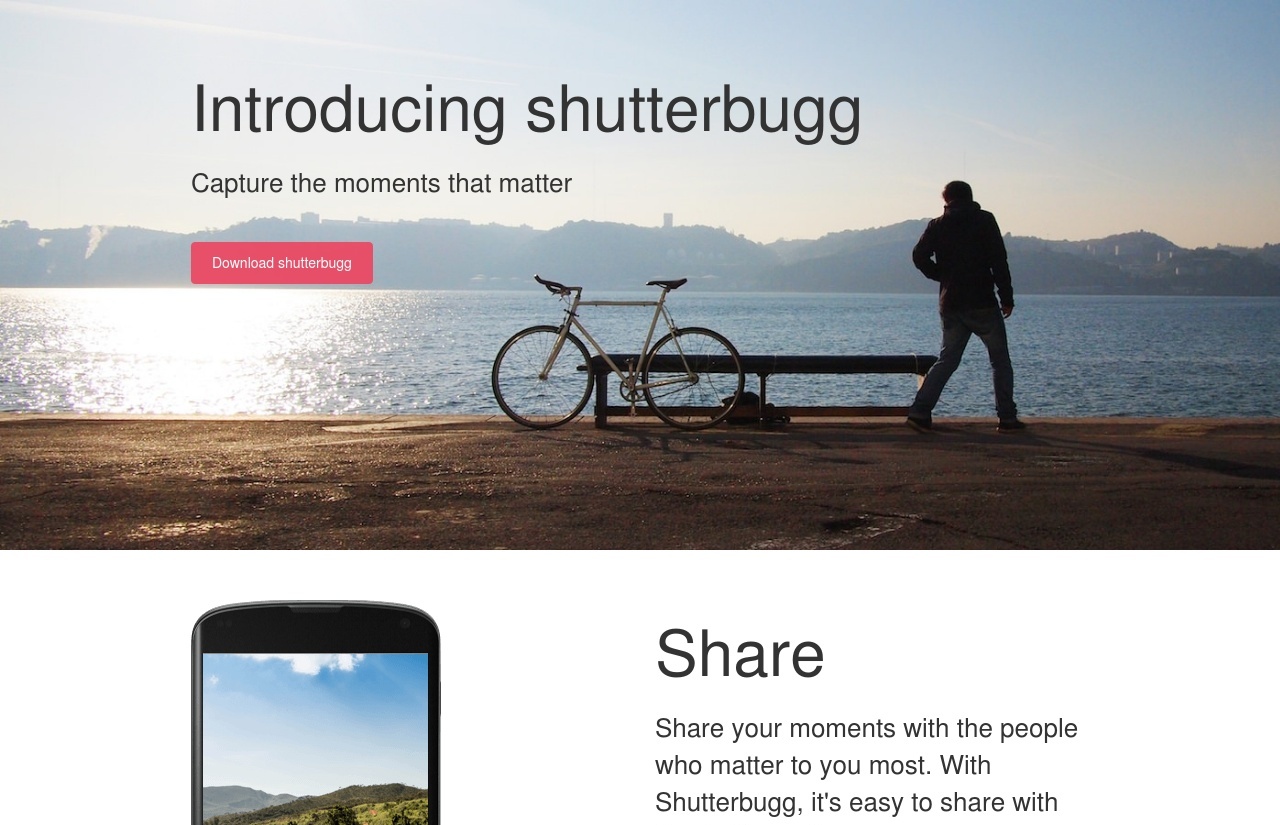 Introducing shutterbugg
Capture the moments that matter
Download shutterbugg
Share
Share your moments with the people
who matter to you most. With
Shutterbugg, it's easy to share with